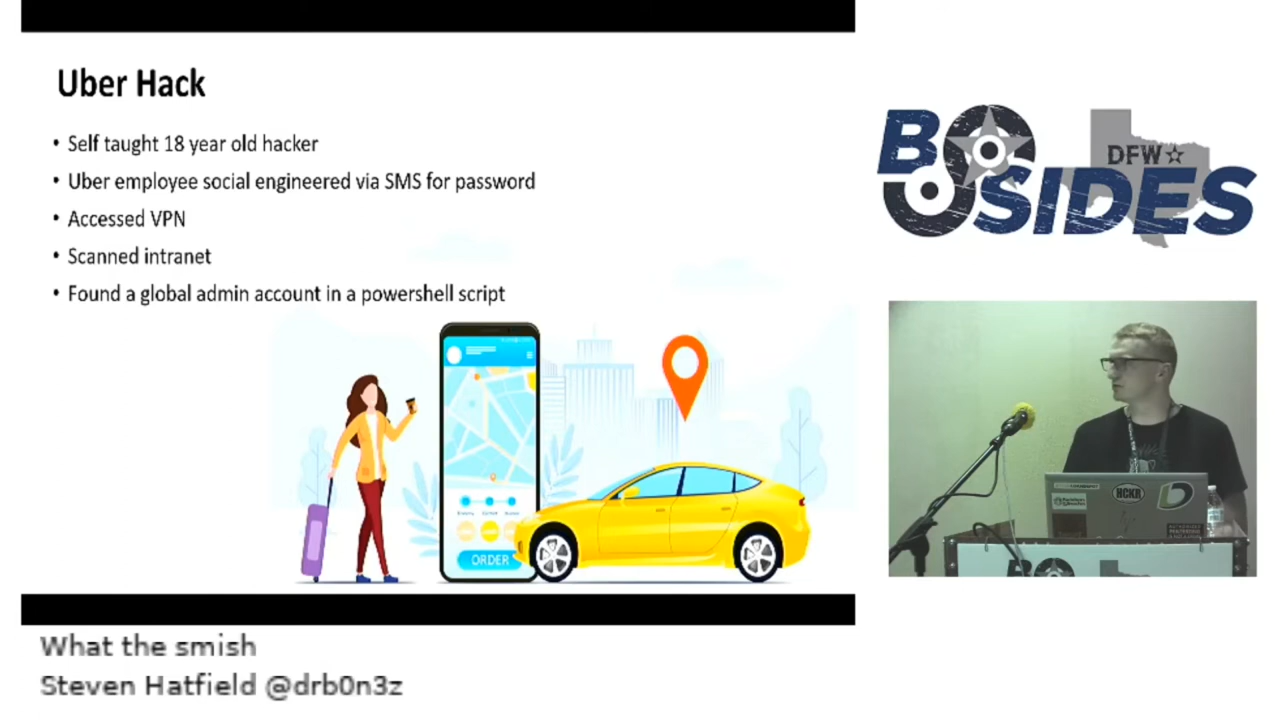 Uber Hack
• Self taught 18 year old hacker
• Uber employee social engineered via SMS for password
• Accessed VPN
• Scanned intranet
• Found a global admin account in a powershell script
ORDER
BSIDES
DFW
HCKR
What the smish
Steven Hatfield @drb0n3z